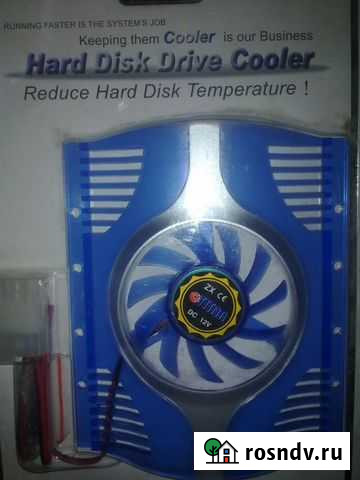 RUNNING FASTER IS THE SYSTEM'S JOB
Keeping them Cooler is our Business
Hard Disk Drive Cooler
Reduce Hard Disk Temperature !
ZX CE
DC 12V
rosndv.ru